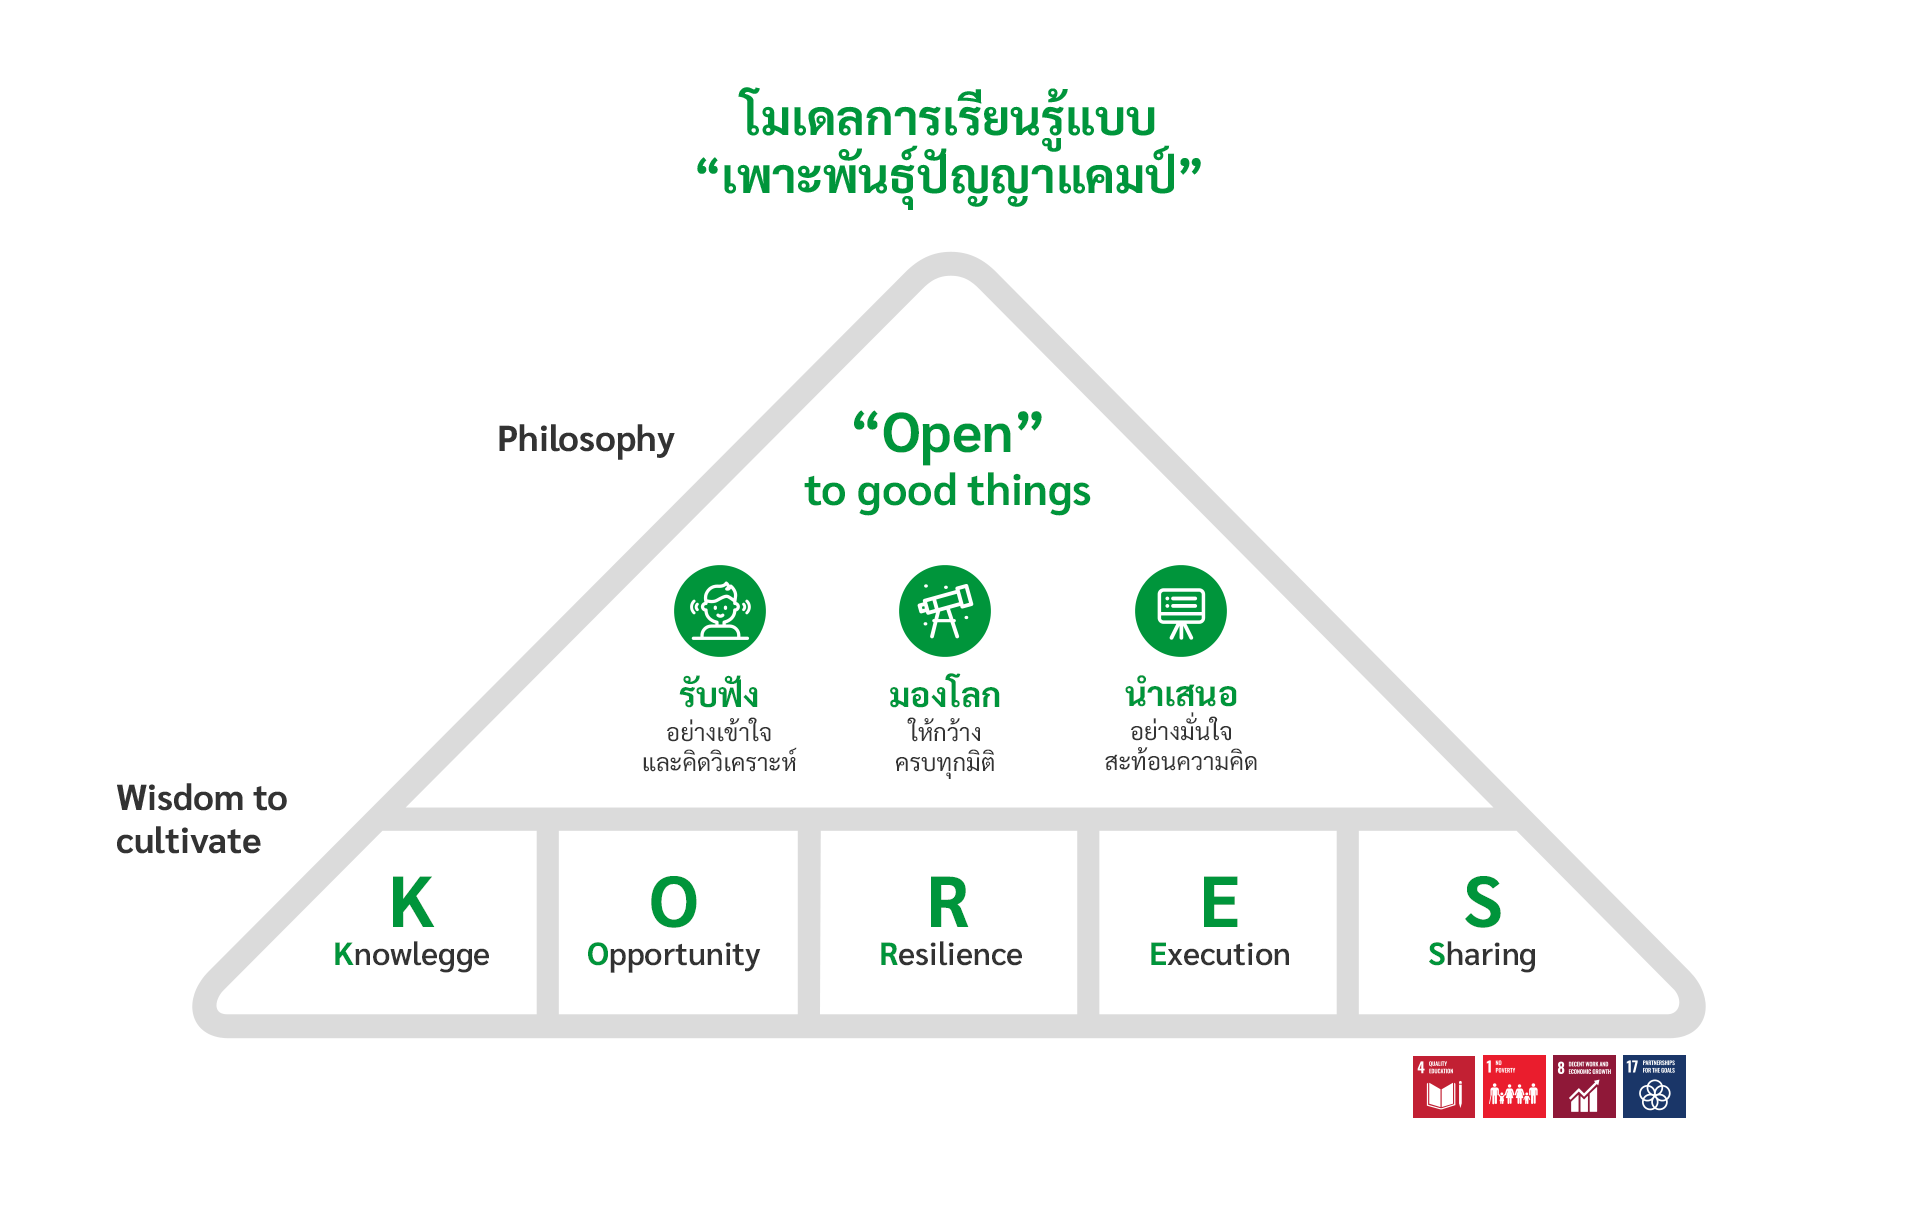 โมเดลการเรียนรู้แบบ
“เพาะพันธุ์ปัญญาแคมป์”
Philosophy
“Open”
to good things
รับฟัง
อย่างเข้าใจ
และคิดวิเคราะห์
มองโลก
ให้กว้าง
ครบทุกมิติ
นำเสนอ
อย่างมั่นใจ
สะท้อนความคิด
Wisdom to
cultivate
K
Knowlegge
O
Opportunity
R
Resilience
E
Execution
S
Sharing
4 QUALITY
EDUCATION
1 NO
POVERTY
8 DECENT WORK AND
ECONOMIC GROWTH
17 PARTNERSHIPS
FOR THE GOALS